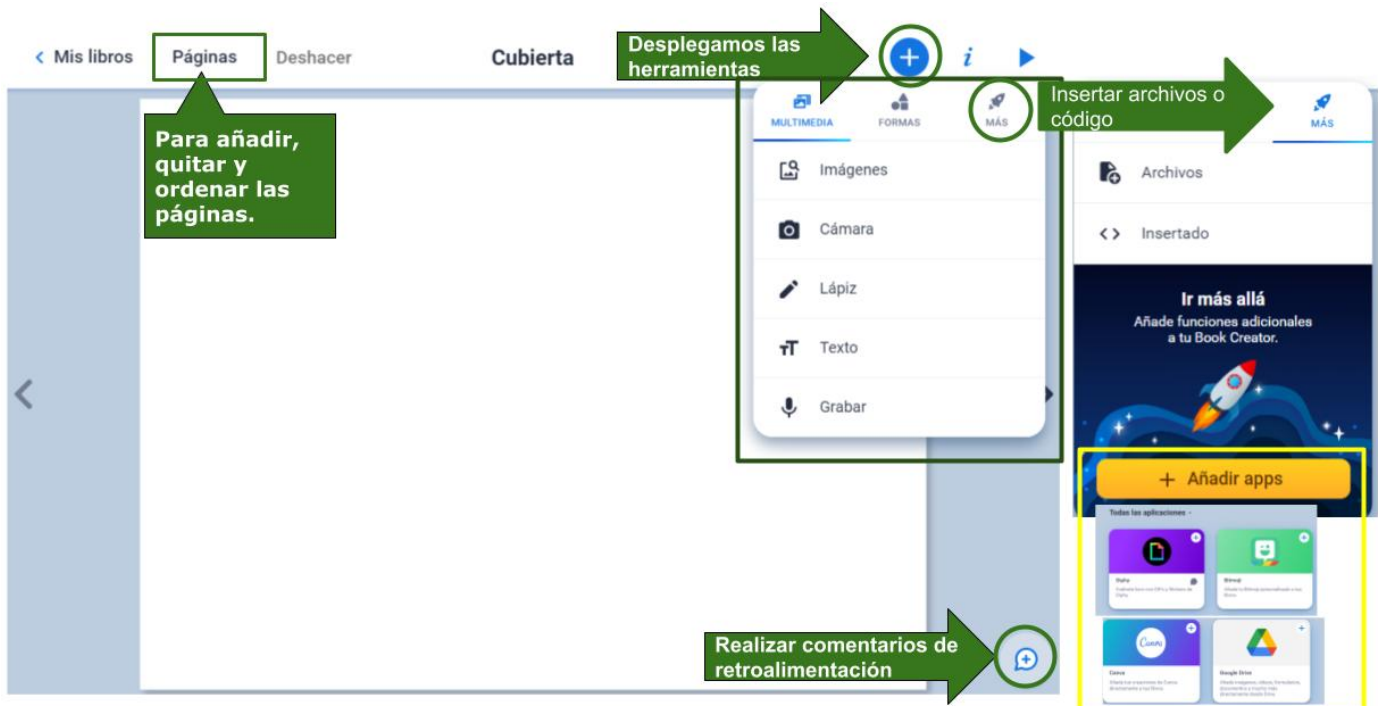 Mis libros
Páginas
Deshacer
Cubierta
Desplegamos las
herramientas
i
Para añadir,
quitar y
ordenar las
páginas.
MULTIMEDIA
FORMAS
MÁS
Imágenes
Cámara
Lápiz
Texto
Grabar
Insertar archivos o
código
MÁS
Archivos
Insertado
Ir más allá
Añade funciones adicionales
a tu Book Creator.
+ Añadir apps
Todas las aplicaciones
Bitmoji
Canva
Canva
Google Drive
Realizar comentarios de
retroalimentación